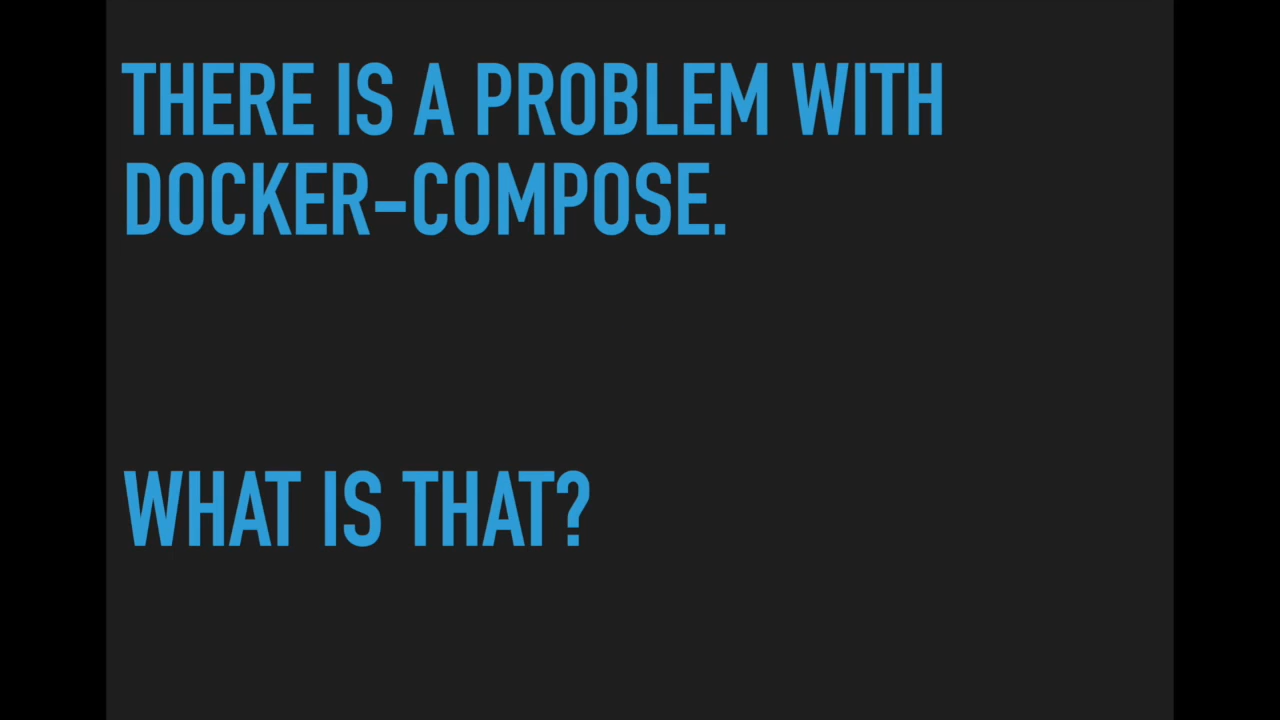 THERE IS A PROBLEM WITH
DOCKER-COMPOSE.
WHAT IS THAT?